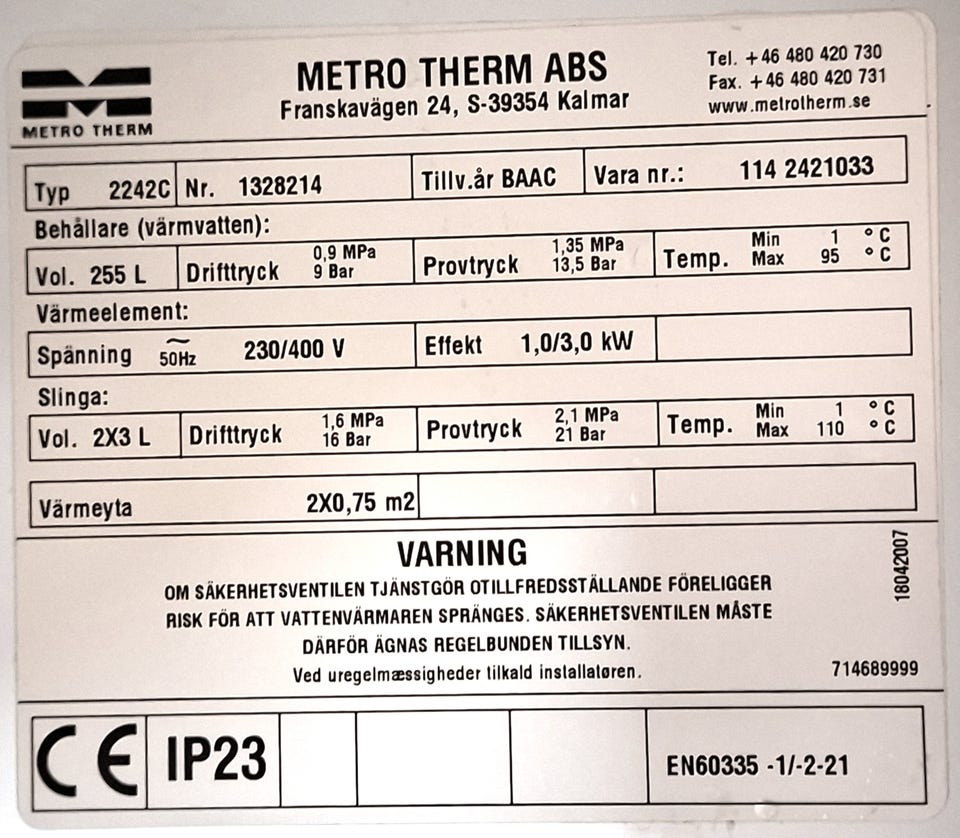 METRO THERM
METRO THERM ABS
Franskavägen 24, S-39354 Kalmar
Tel. +46 480 420 730
Fax. +46 480 420 731
www.metrotherm.se
Typ 2242C Nr. 1328214 Tillv.år BAAC Vara nr.: 114 2421033
Behållare (värmvatten):
Vol. 255 L Drifttryck 0,9 MPa 9 Bar Provtryck 1,35 MPa 13,5 Bar Temp. Min 1 °C Max 95 °C
Värmeelement:
Spänning ~ 50Hz 230/400 V Effekt 1,0/3,0 kW
Slinga:
Vol. 2X3 L Drifttryck 1,6 MPa 16 Bar Provtryck 2,1 MPa 21 Bar Temp. Min 1 °C Max 110 °C
Värmeyta 2X0,75 m2
VARNING
OM SÄKERHETSVENTILEN TJÄNSTGÖR OTILLFREDSSTÄLLANDE FÖRELIGGER
RISK FÖR ATT VATTENVÄRMAREN SPRÄNGES. SÄKERHETSVENTILEN MÅSTE
DÄRFÖR ÄGNAS REGELBUNDEN TILLSYN.
Ved uregelmæssigheder tilkald installatøren.
18042007
714689999
CE IP23 EN60335 -1/-2-21